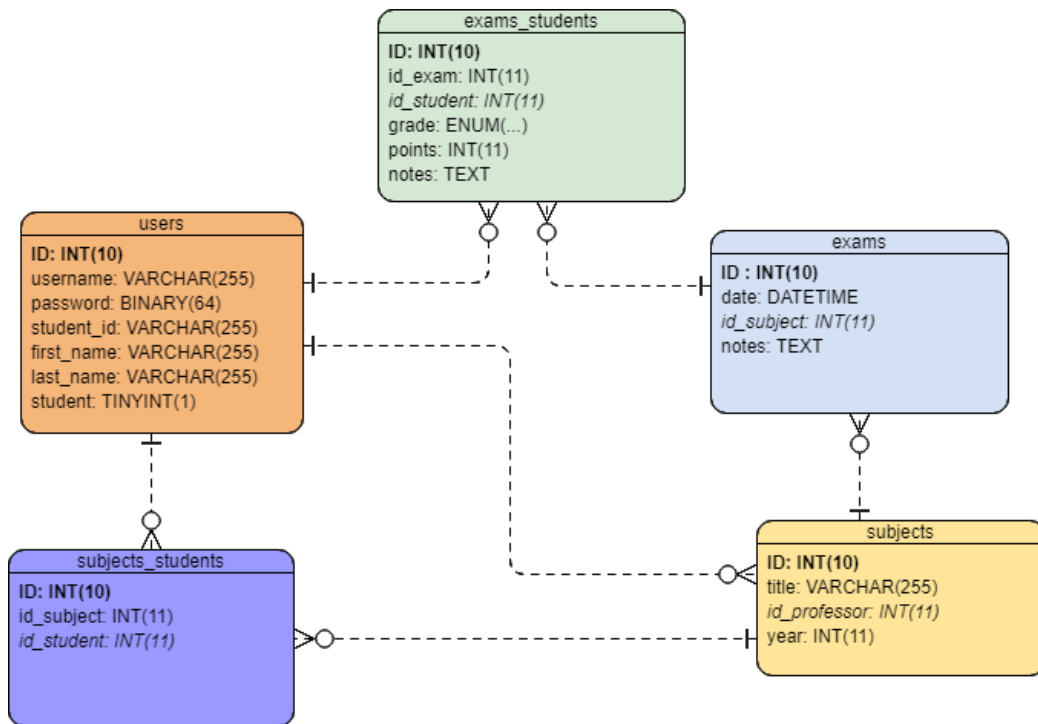 exams_students
ID: INT(10)
id_exam: INT(11)
id_student: INT(11)
grade: ENUM(...)
points: INT(11)
notes: TEXT
users
ID: INT(10)
username: VARCHAR(255)
password: BINARY(64)
student_id: VARCHAR(255)
first_name: VARCHAR(255)
last_name: VARCHAR(255)
student: TINYINT(1)
exams
ID : INT(10)
date: DATETIME
id_subject: INT(11)
notes: TEXT
subjects_students
ID: INT(10)
id_subject: INT(11)
id_student: INT(11)
subjects
ID: INT(10)
title: VARCHAR(255)
id_professor: INT(11)
year: INT(11)